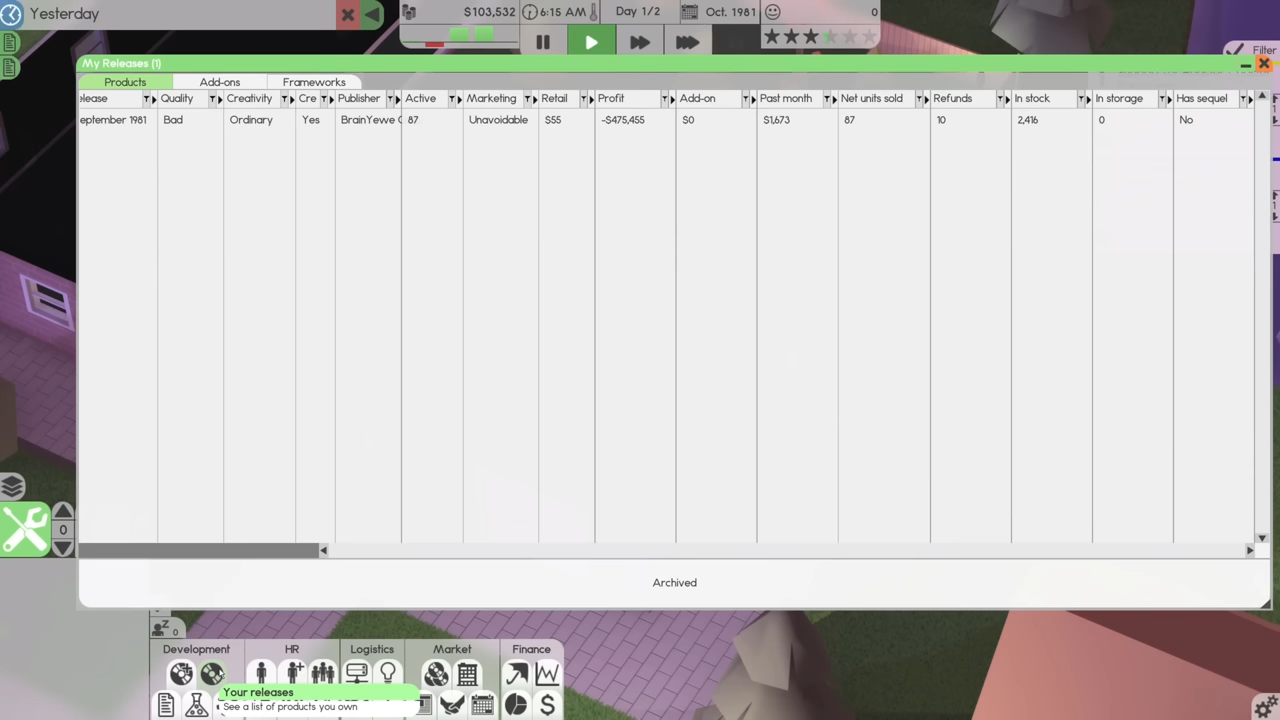 Yesterday
$103,532
6:15 AM
Day 1/2
Oct. 1981
0
My Releases (1)
Filter
Products Add-ons Frameworks
elease Quality Creativity Cre Publisher Active Marketing Retail Profit Add-on Past month Net units sold Refunds In stock In storage Has sequel
eptember 1981 Bad Ordinary Yes BrainYewe 87 Unavoidable $55 -$475,455 $0 $1,673 87 10 2,416 0 No
0
Archived
Z 0
Development HR Logistics Market Finance
Your releases
See a list of products you own